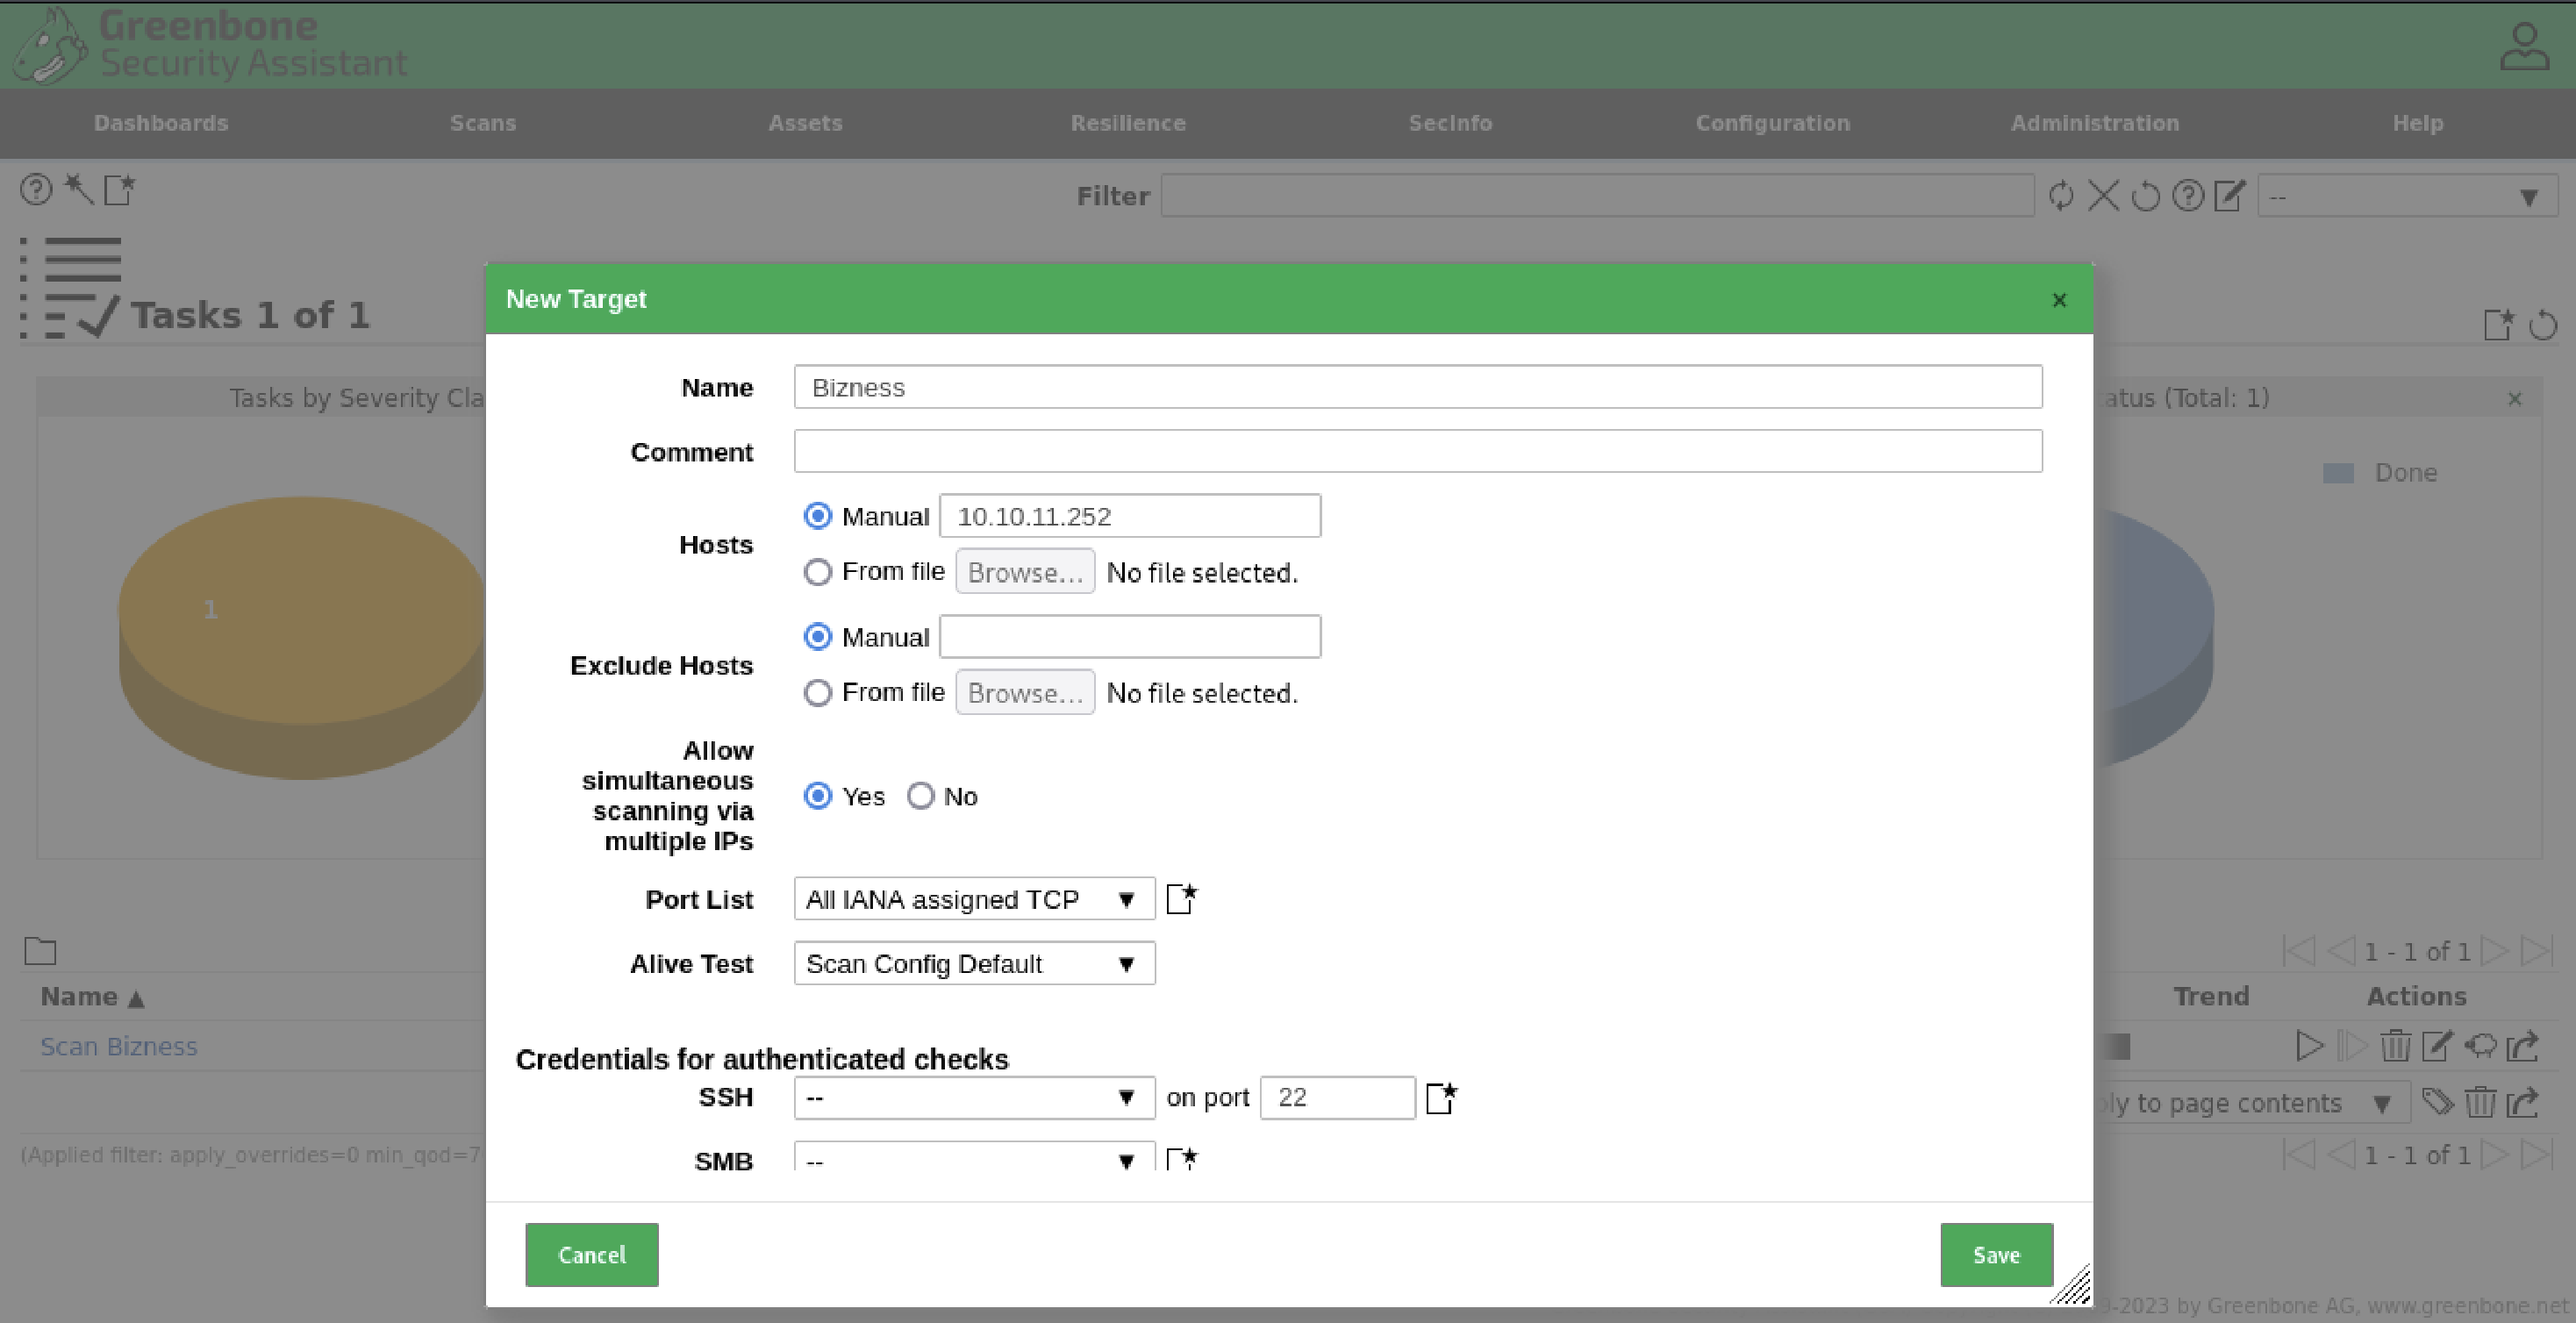 Greenbone
Security Assistant
Dashboards Scans Assets Resilience SecInfo Configuration Administration Help
Filter --
Tasks 1 of 1
New Target ×
Tasks by Severity Cla
atus (Total: 1) ×
Done
1
Name Bizness
Comment
Hosts
Manual 10.10.11.252
From file Browse... No file selected.
Exclude Hosts
Manual
From file Browse... No file selected.
Allow
simultaneous
scanning via
multiple IPs
Yes No
Port List All IANA assigned TCP
Alive Test Scan Config Default
Credentials for authenticated checks
SSH -- on port 22
SMB --
Cancel Save
1 - 1 of 1
Name ▲ Trend Actions
Scan Bizness
ly to page contents
(Applied filter: apply_overrides=0 min_qod=7
1 - 1 of 1
-2023 by Greenbone AG, www.greenbone.net